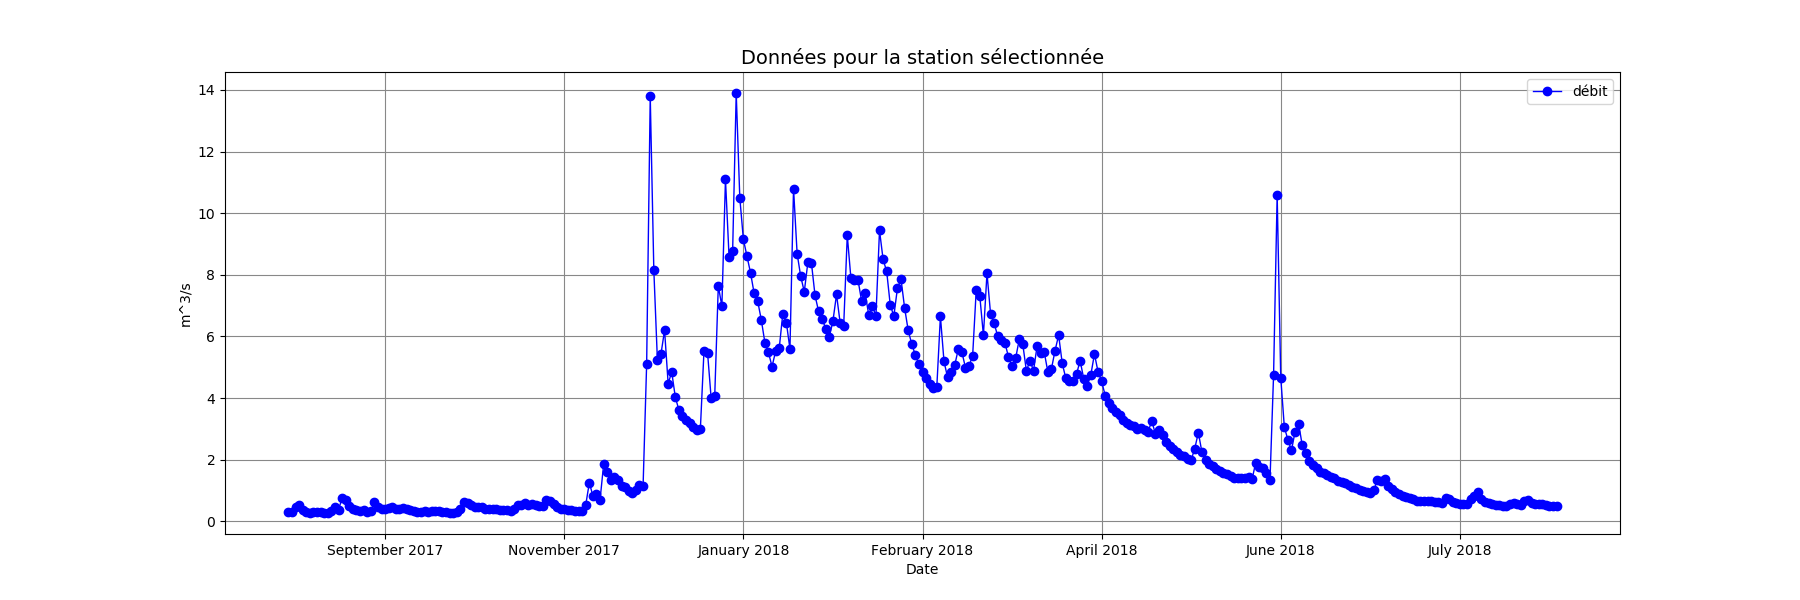 Données pour la station sélectionnée
débit
14
12
10
8
6
4
2
0
m^3/s
September 2017 November 2017 January 2018 February 2018 April 2018 June 2018 July 2018
Date